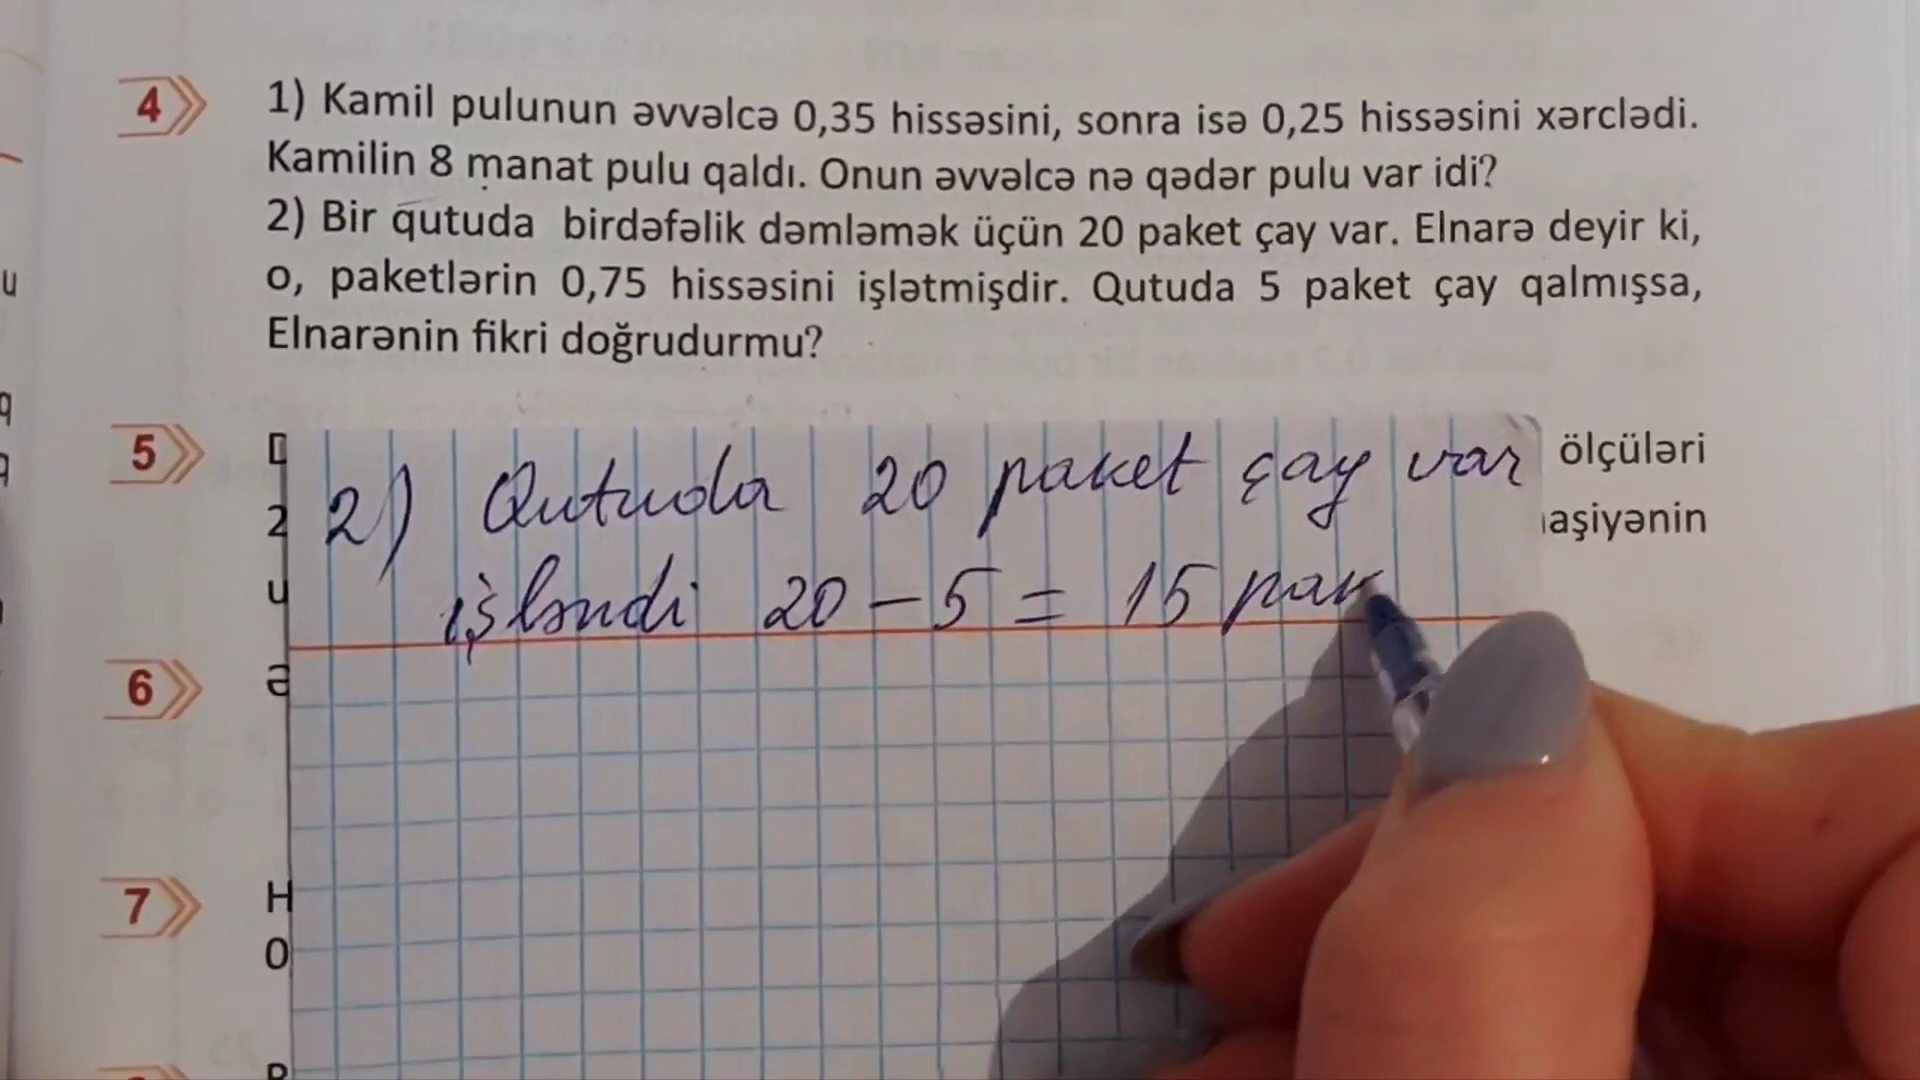 4
1) Kamil pulunun əvvəlcə 0,35 hissəsini, sonra isə 0,25 hissəsini xərclədi.
Kamilin 8 manat pulu qaldı. Onun əvvəlcə nə qədər pulu var idi?
2) Bir qutuda birdəfəlik dəmləmək üçün 20 paket çay var. Elnarə deyir ki,
o, paketlərin 0,75 hissəsini işlətmişdir. Qutuda 5 paket çay qalmışsa,
Elnarənin fikri doğrudurmu?
5
ölçüləri
2) Qutuda 20 paket çay var
2
aşiyənin
işləndi 20 - 5 = 15 pak
u
6
Ə
7
H
O